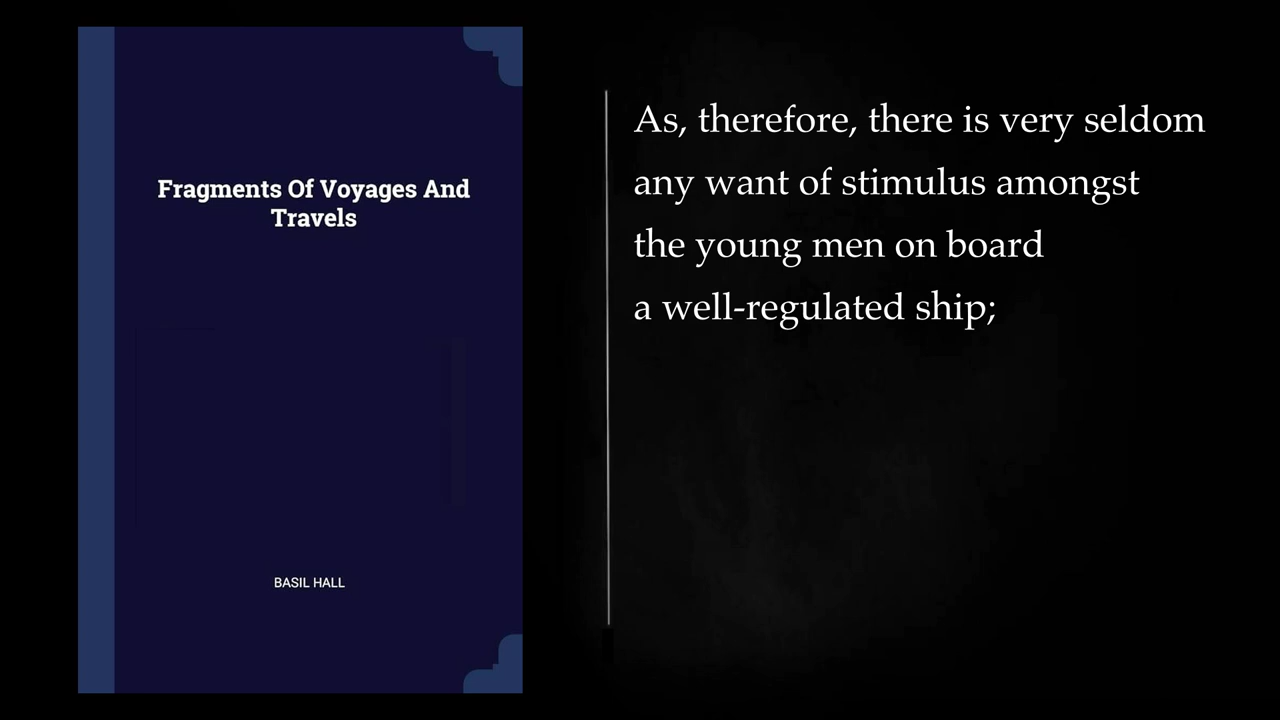 Fragments Of Voyages And
Travels
BASIL HALL
As, therefore, there is very seldom
any want of stimulus amongst
the young men on board
a well-regulated ship;